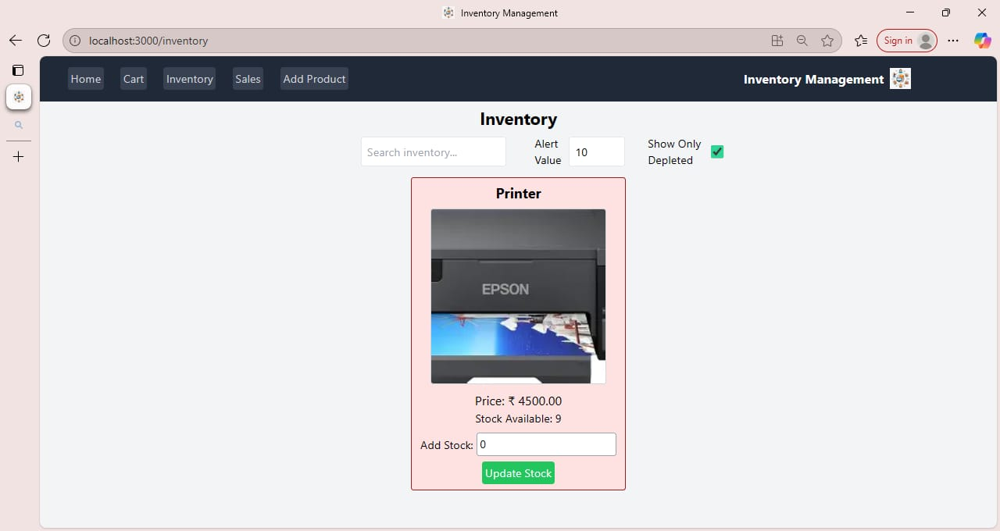 Inventory Management
localhost:3000/inventory
Sign in
Home Cart Inventory Sales Add Product Inventory Management
Inventory
Search inventory...
Alert Value
10
Show Only Depleted
Printer
EPSON
Price: ₹ 4500.00
Stock Available: 9
Add Stock: 0
Update Stock